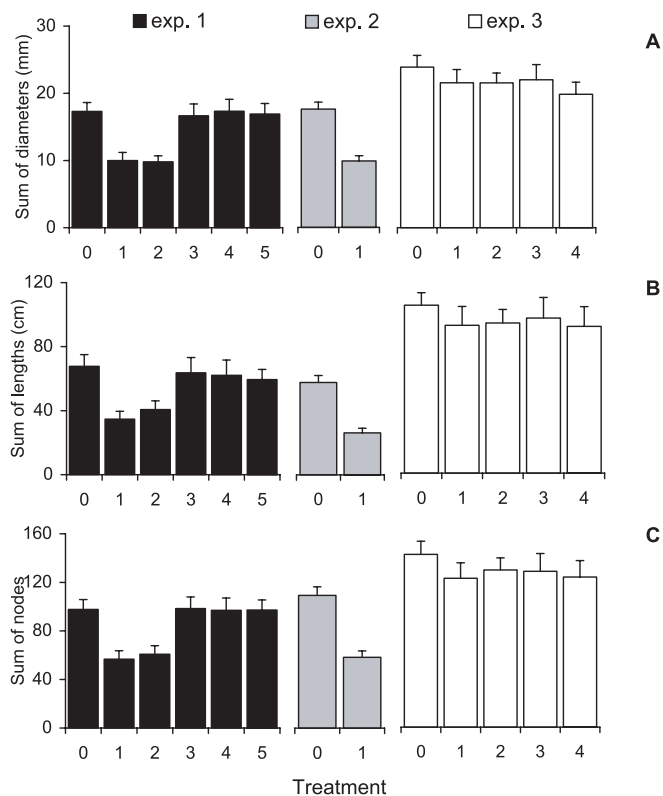 exp. 1 exp. 2 exp. 3
A
Sum of diameters (mm)
30
20
10
0
0 1 2 3 4 5 0 1 0 1 2 3 4
B
Sum of lengths (cm)
120
80
40
0
0 1 2 3 4 5 0 1 0 1 2 3 4
C
Sum of nodes
160
120
80
40
0
0 1 2 3 4 5 0 1 0 1 2 3 4
Treatment